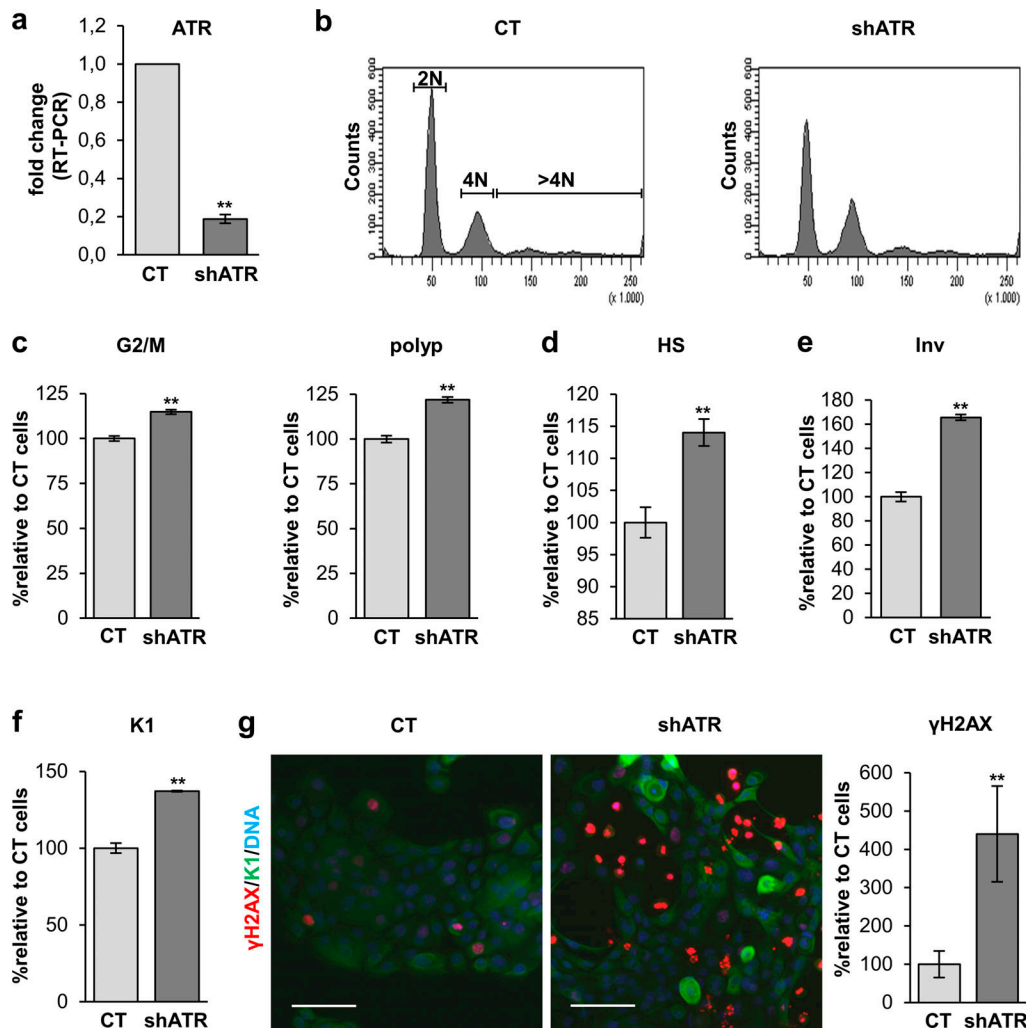 a
ATR
fold change
(RT-PCR)
1,2
1,0
0,8
0,6
0,4
0,2
0,0
**
CT
shATR
b
CT
shATR
Counts
600
500
400
300
200
100
0
2N
4N
>4N
50
100
150
200
250
(x 1.000)
Counts
600
500
400
300
200
100
0
50
100
150
200
250
(x 1.000)
c
G2/M
%relative to CT cells
125
100
75
50
25
0
**
CT
shATR
polyp
%relative to CT cells
125
100
75
50
25
0
**
CT
shATR
d
HS
%relative to CT cells
120
115
110
105
100
95
90
85
**
CT
shATR
e
Inv
%relative to CT cells
180
160
140
120
100
80
60
40
20
0
**
CT
shATR
f
K1
%relative to CT cells
150
100
50
0
**
CT
shATR
g
CT
shATR
γH2AX/K1/DNA
γH2AX
%relative to CT cells
600
500
400
300
200
100
0
**
CT
shATR